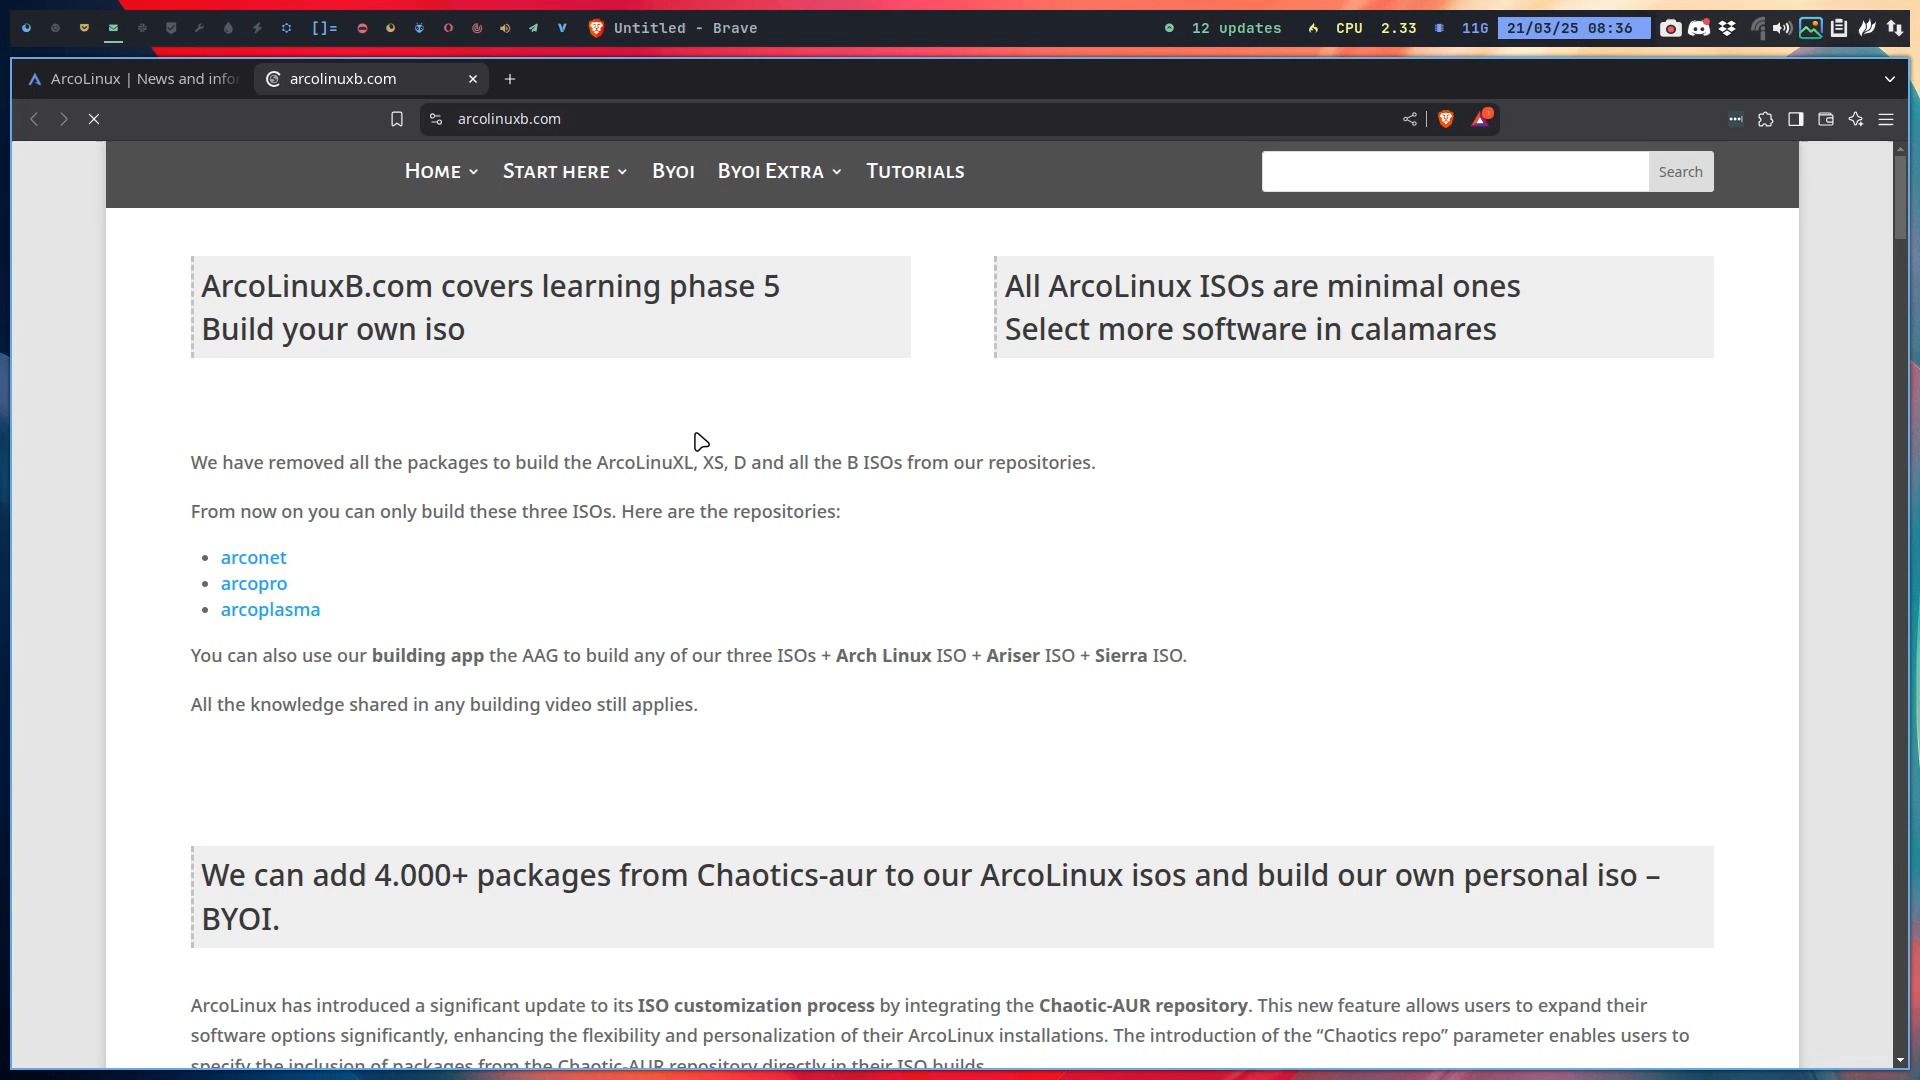 []= Untitled - Brave 12 updates CPU 2.33 11G 21/03/25 08:36
ArcoLinux | News and info
arcolinuxb.com
arcolinuxb.com
HOME START HERE BYOI BYOI EXTRA TUTORIALS
Search
ArcoLinuxB.com covers learning phase 5
Build your own iso
All ArcoLinux ISOs are minimal ones
Select more software in calamares
We have removed all the packages to build the ArcoLinuXL, XS, D and all the B ISOs from our repositories.
From now on you can only build these three ISOs. Here are the repositories:
arconet
arcopro
arcoplasma
You can also use our building app the AAG to build any of our three ISOs + Arch Linux ISO + Ariser ISO + Sierra ISO.
All the knowledge shared in any building video still applies.
We can add 4.000+ packages from Chaotics-aur to our ArcoLinux isos and build our own personal iso –
BYOI.
ArcoLinux has introduced a significant update to its ISO customization process by integrating the Chaotic-AUR repository. This new feature allows users to expand their
software options significantly, enhancing the flexibility and personalization of their ArcoLinux installations. The introduction of the “Chaotics repo” parameter enables users to
specify the inclusion of packages from the Chaotic-AUR repository directly in their ISO builds.